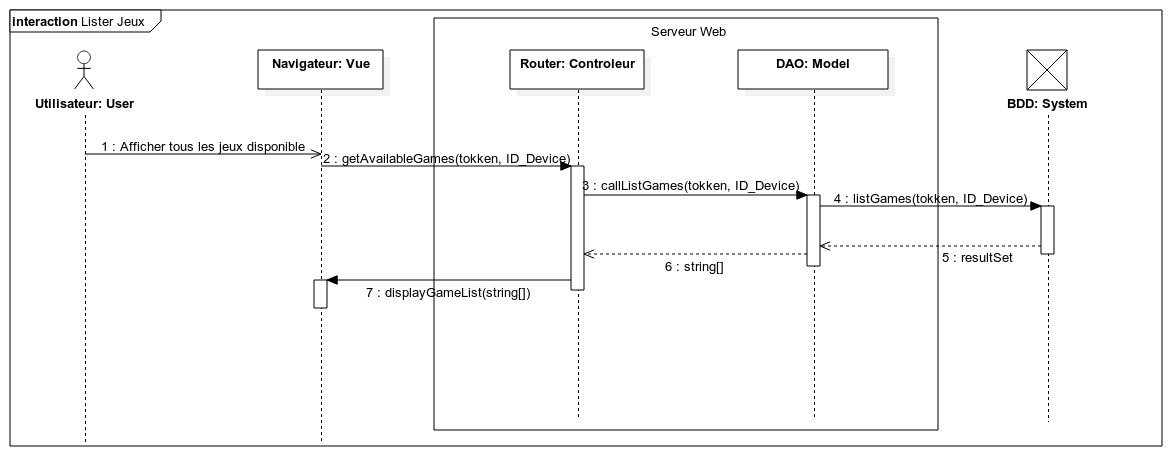 interaction Lister Jeux
Serveur Web
Navigateur: Vue
Router: Controleur
DAO: Model
Utilisateur: User
BDD: System
1 : Afficher tous les jeux disponible
2 : getAvailableGames(tokken, ID_Device)
3 : callListGames(tokken, ID_Device)
4 : listGames(tokken, ID_Device)
5 : resultSet
6 : string[]
7 : displayGameList(string[])